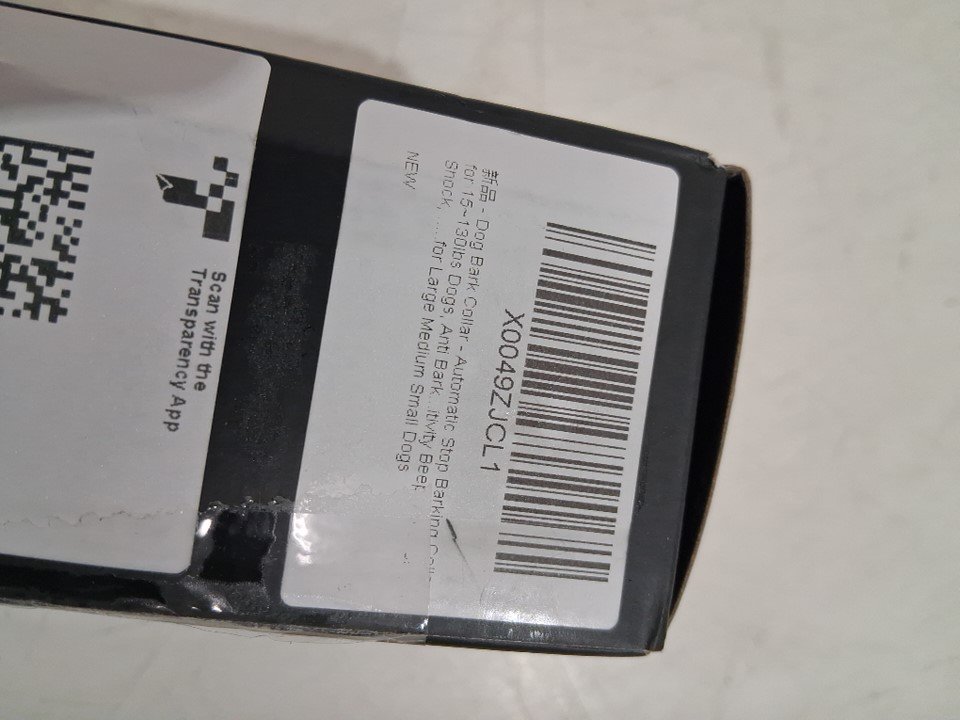 X0049ZJCL1
新品 - Dog Bark Collar - Automatic Stop Barking
for 15~130lbs Dogs, Anti Bark...itivity Beep
Shock, ....for Large Medium Small Dogs
NEW
Scan with the
Transparency App